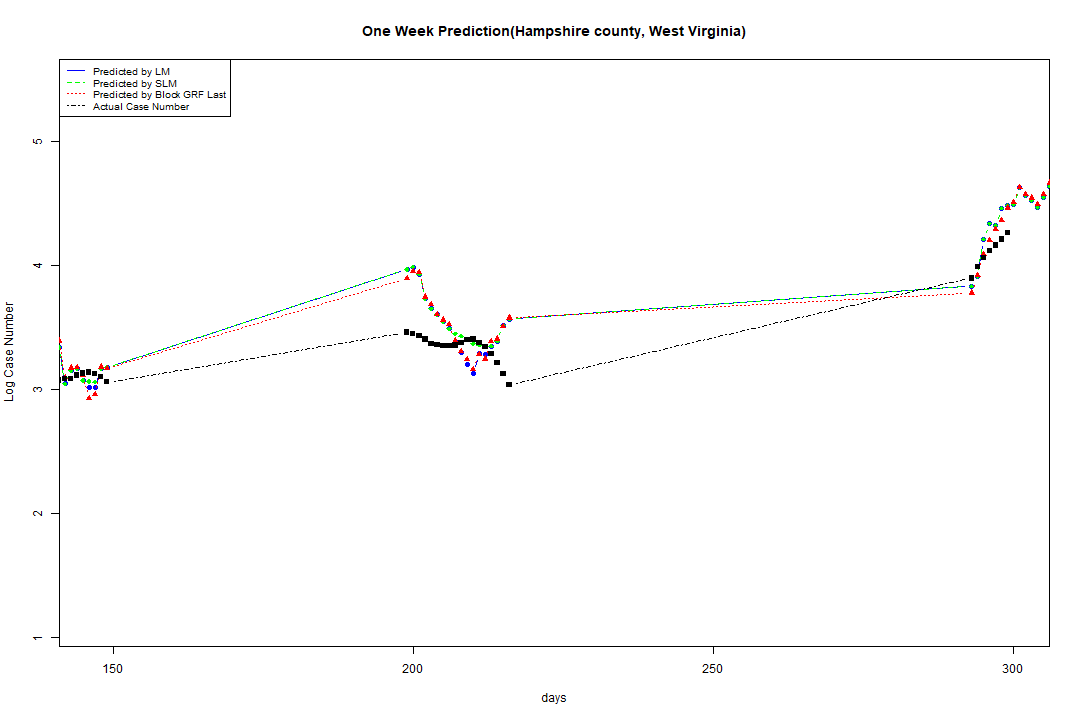 One Week Prediction(Hampshire county, West Virginia)
Predicted by LM
Predicted by SLM
Predicted by Block GRF Last
Actual Case Number
5
4
3
2
1
Log Case Number
150
200
250
300
days